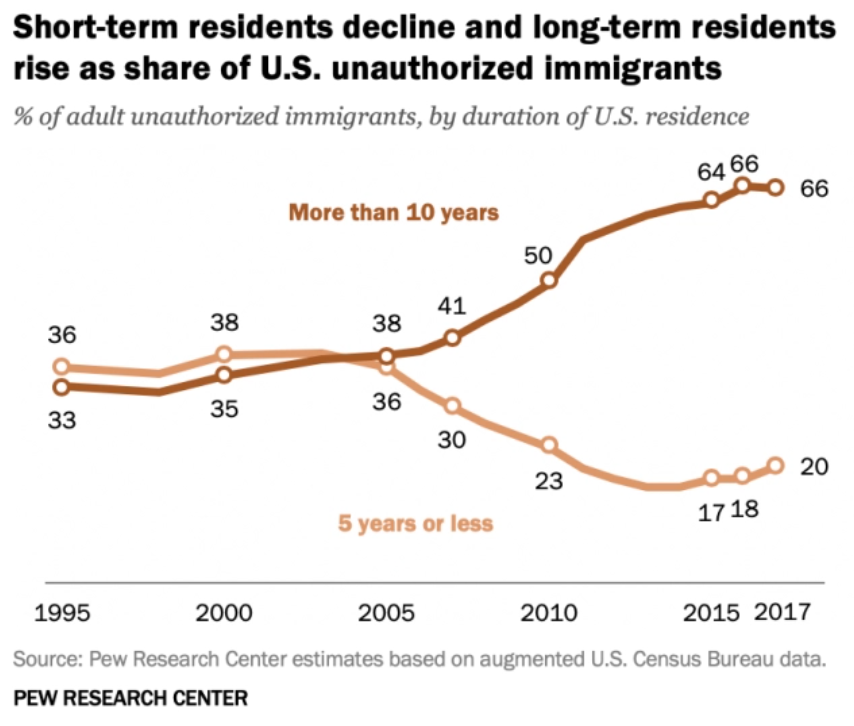 Short-term residents decline and long-term residents
rise as share of U.S. unauthorized immigrants
% of adult unauthorized immigrants, by duration of U.S. residence
64 66
66
More than 10 years
50
41
36
38
38
33
35
36
30
23
20
17 18
5 years or less
1995 2000 2005 2010 2015 2017
Source: Pew Research Center estimates based on augmented U.S. Census Bureau data.
PEW RESEARCH CENTER